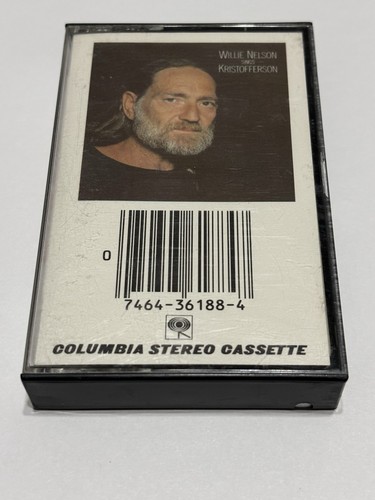 WILLIE NELSON
SINGS
KRISTOFFERSON
0
7464-36188-4
COLUMBIA STEREO CASSETTE